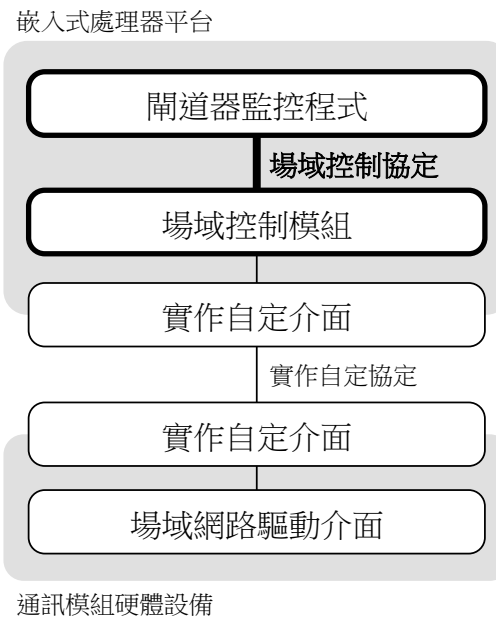 嵌入式處理器平台
閘道器監控程式
場域控制協定
場域控制模組
實作自定介面
實作自定協定
實作自定介面
場域網路驅動介面
通訊模組硬體設備